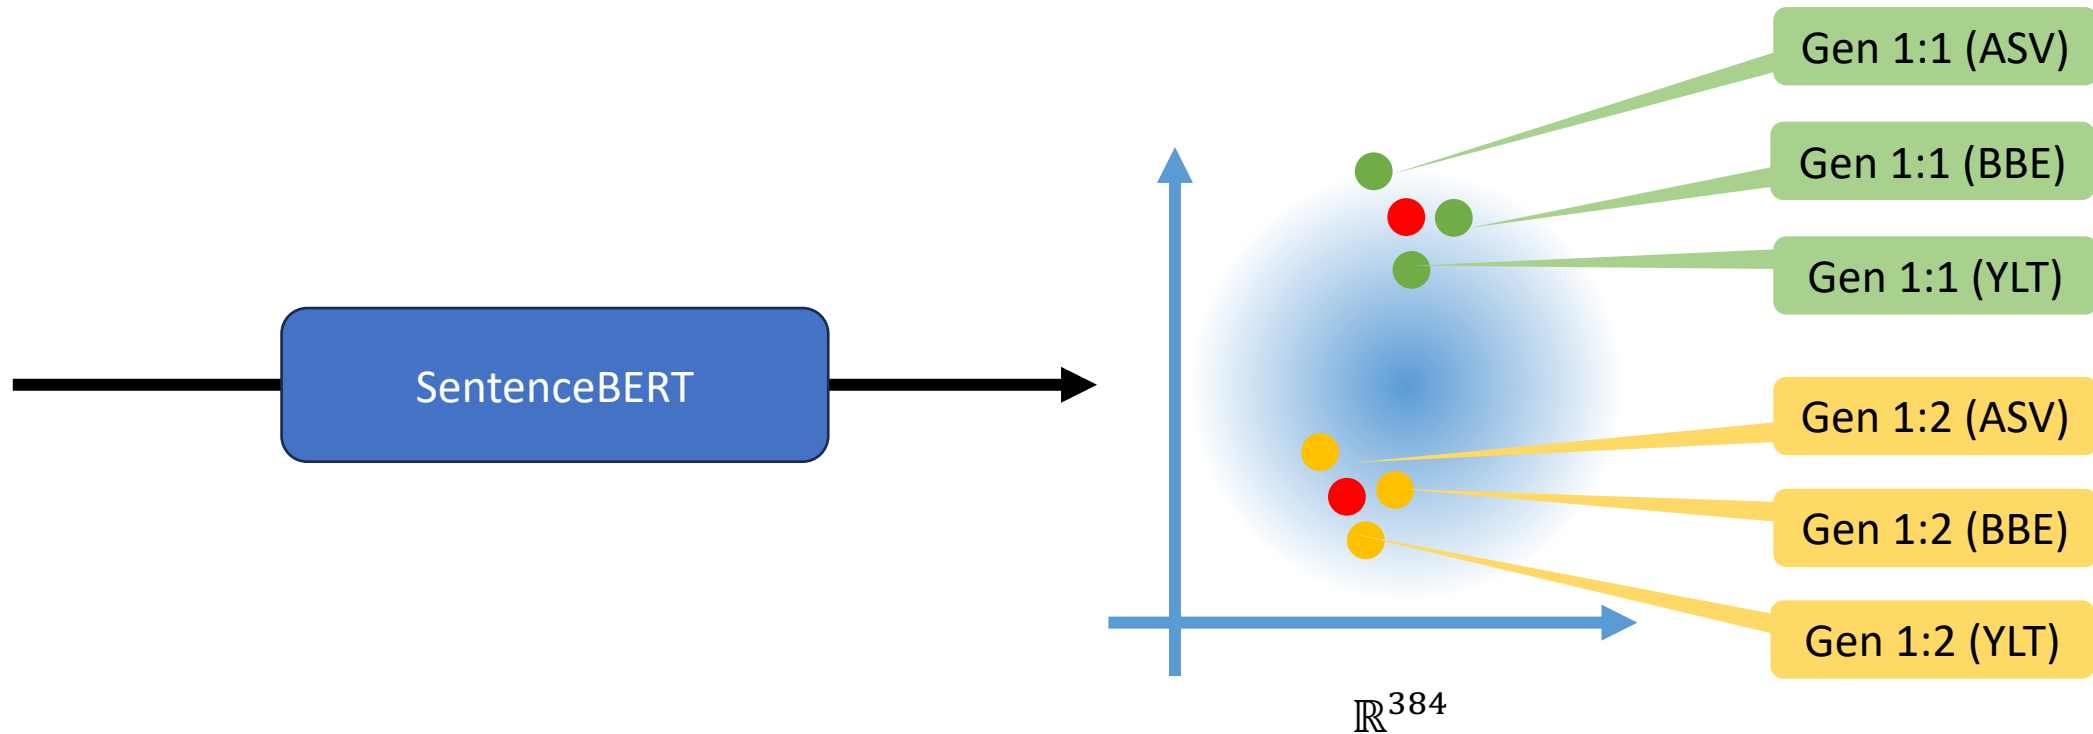 SentenceBERT
Gen 1:1 (ASV)
Gen 1:1 (BBE)
Gen 1:1 (YLT)
Gen 1:2 (ASV)
Gen 1:2 (BBE)
Gen 1:2 (YLT)
ℝ³⁸⁴